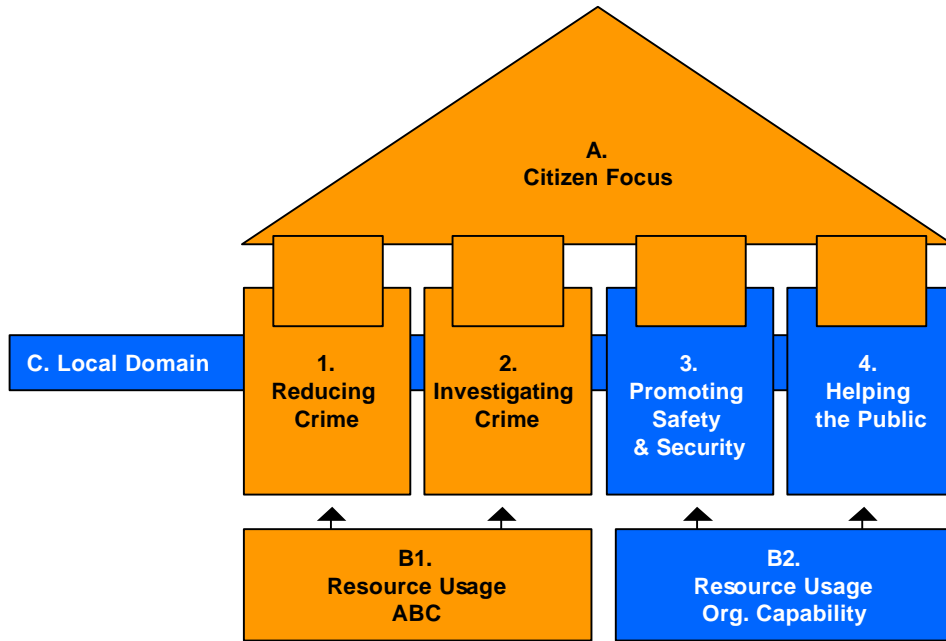 A.
Citizen Focus
C. Local Domain
1.
Reducing
Crime
2.
Investigating
Crime
3.
Promoting
Safety
& Security
4.
Helping
the Public
B1.
Resource Usage
ABC
B2.
Resource Usage
Org. Capability